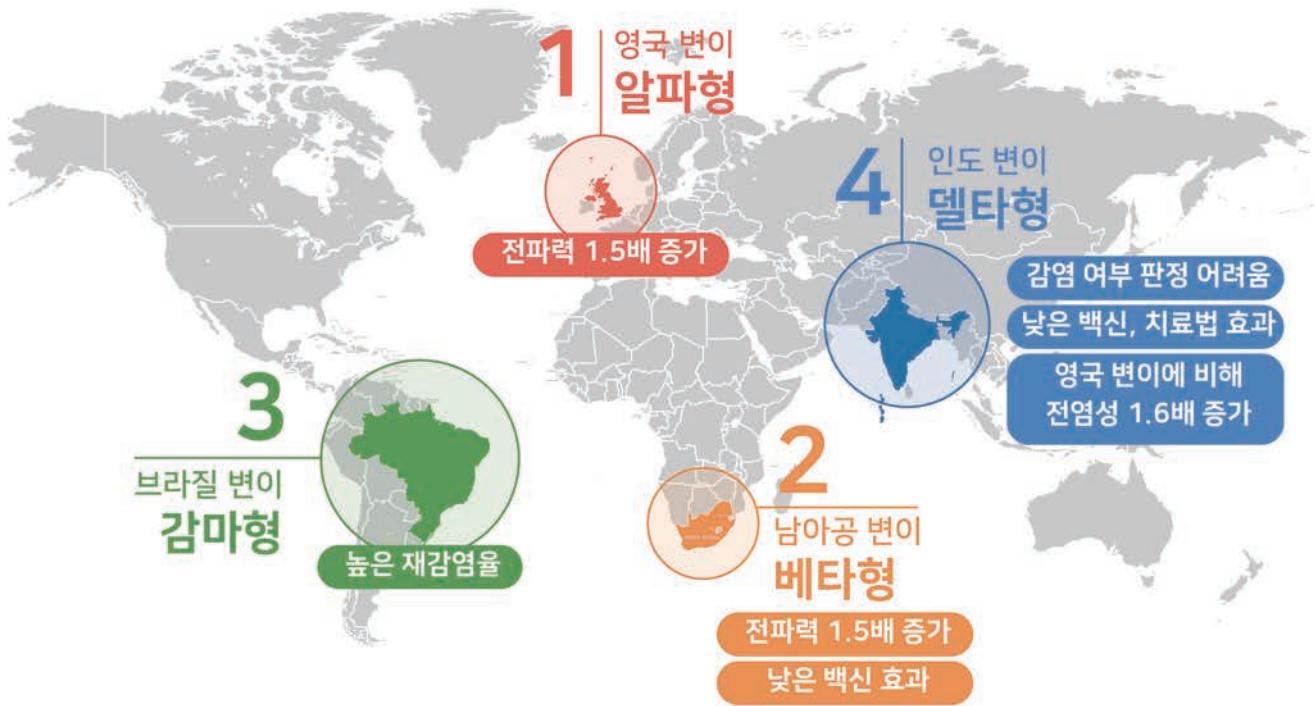 1
영국 변이
알파형
전파력 1.5배 증가
4
인도 변이
델타형
감염 여부 판정 어려움
낮은 백신, 치료법 효과
영국 변이에 비해
전염성 1.6배 증가
3
브라질 변이
감마형
높은 재감염율
2
남아공 변이
베타형
전파력 1.5배 증가
낮은 백신 효과